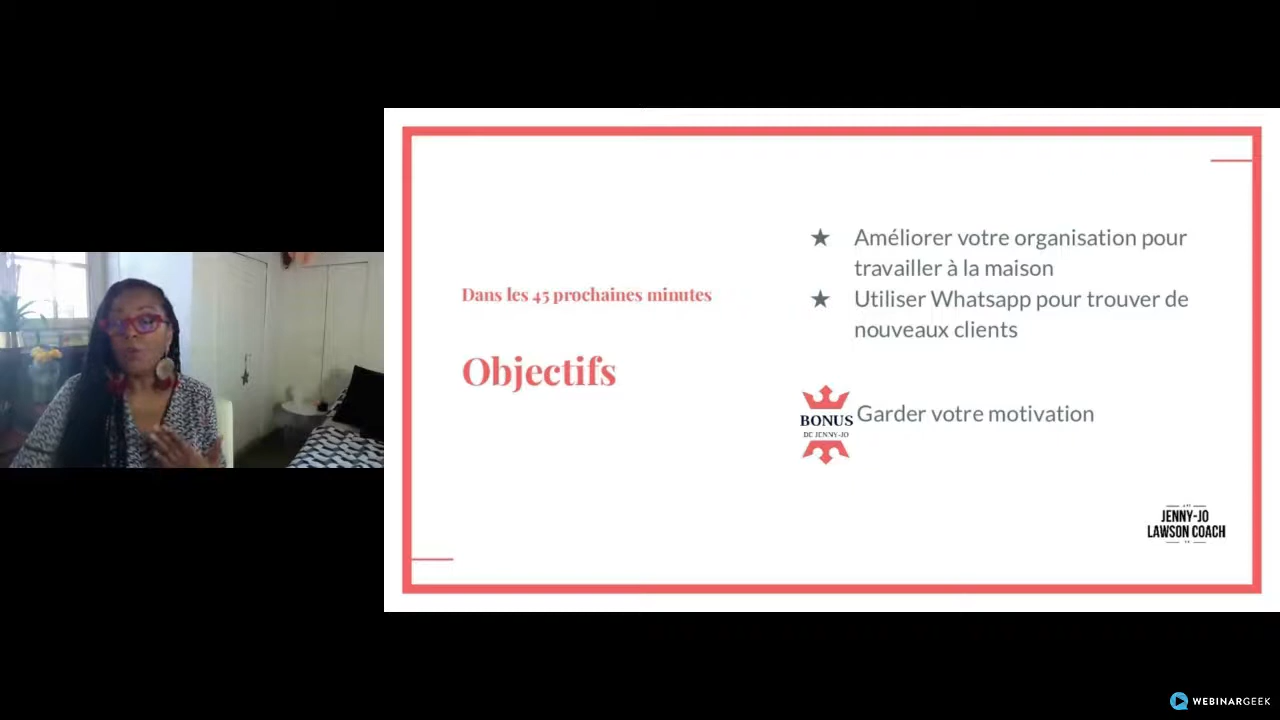 Dans les 45 prochaines minutes
Objectifs
★ Améliorer votre organisation pour
travailler à la maison
★ Utiliser Whatsapp pour trouver de
nouveaux clients
BONUS
DE JENNY-JO
Garder votre motivation
JENNY-JO
LAWSON COACH
WEBINARGEEK